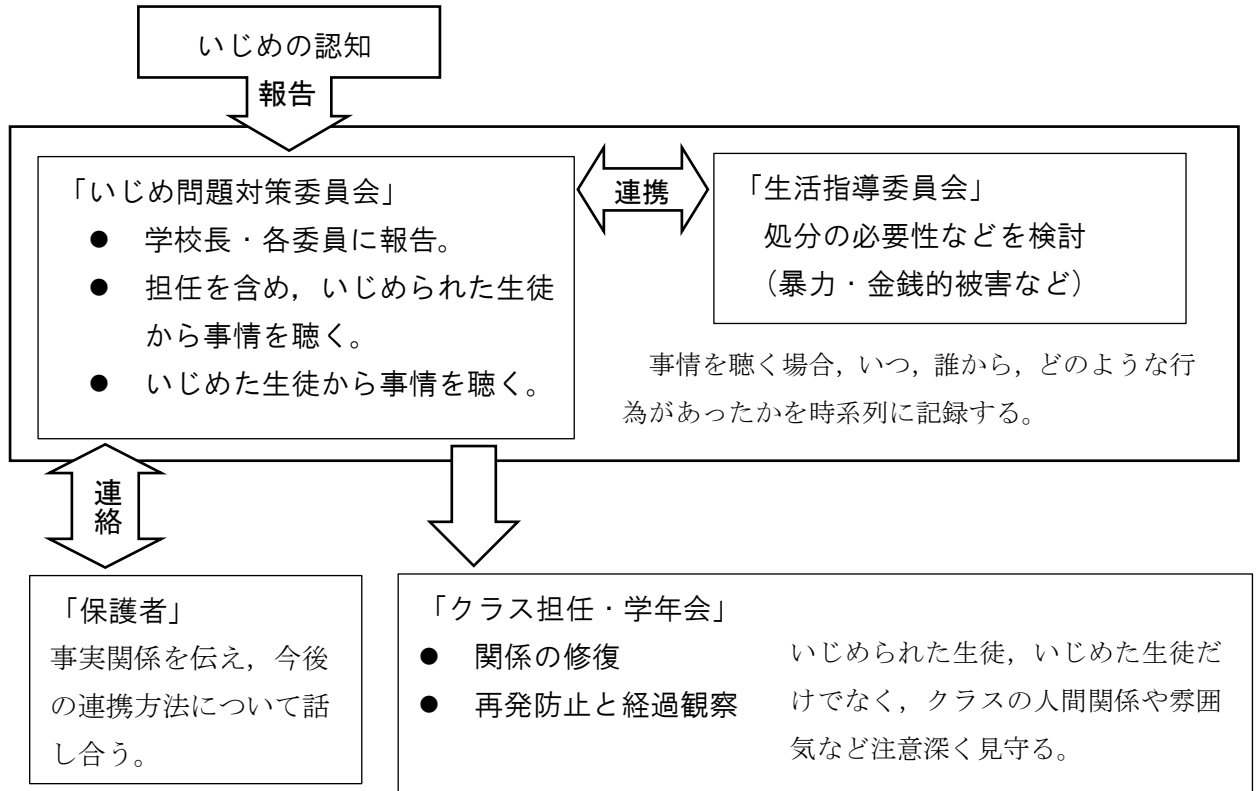 いじめの認知
報告
「いじめ問題対策委員会」
● 学校長・各委員に報告。
● 担任を含め，いじめられた生徒
から事情を聴く。
● いじめた生徒から事情を聴く。
連携
「生活指導委員会」
処分の必要性などを検討
（暴力・金銭的被害など）
事情を聴く場合，いつ，誰から，どのような行
為があったかを時系列に記録する。
連絡
「保護者」
事実関係を伝え，今後
の連携方法について話
し合う。
「クラス担任・学年会」
● 関係の修復
● 再発防止と経過観察
いじめられた生徒，いじめた生徒だ
けでなく，クラスの人間関係や雰囲
気など注意深く見守る。